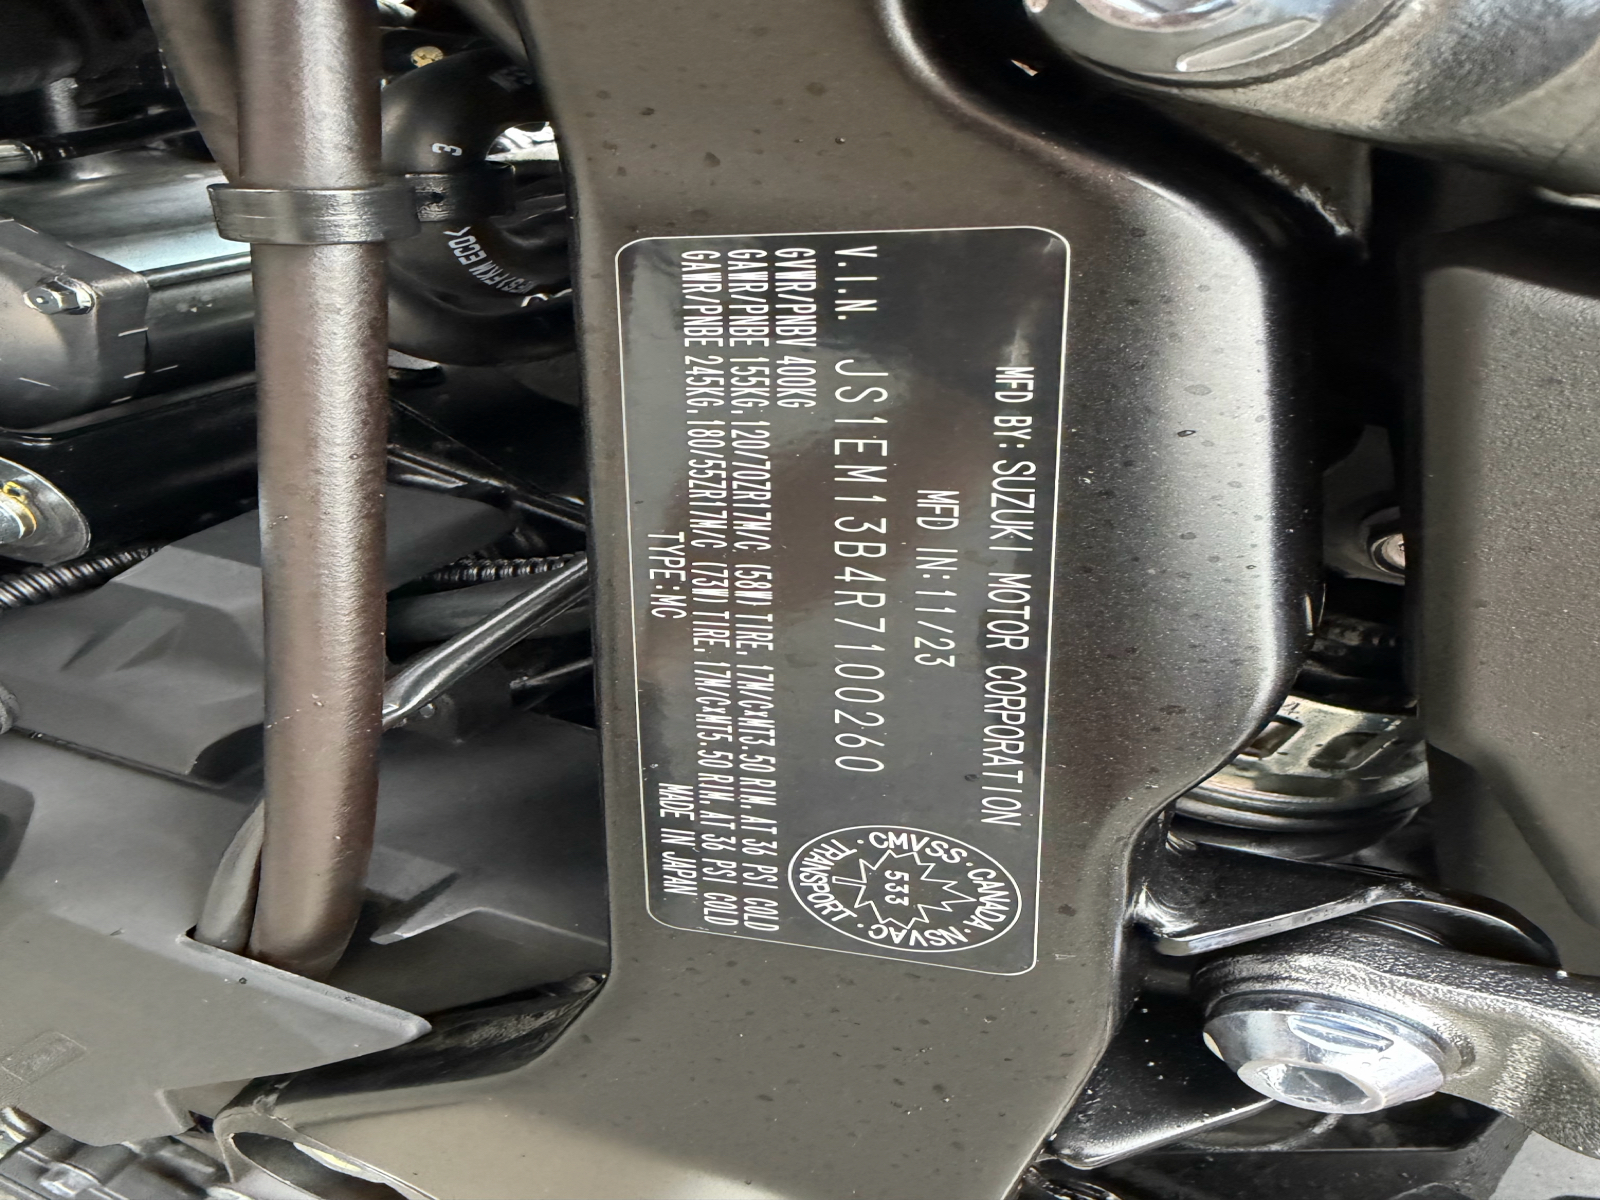 MFD BY: SUZUKI MOTOR CORPORATION
MFD IN: 11/23
V.I.N. JS1EM13B4R7100260
GVWR/PNBV 400KG
GAWR/PNBE 155KG, 120/70ZR17M/C (58W) TIRE, 17M/CxMT3.50 RIM, AT 36 PSI COLD
GAWR/PNBE 245KG, 180/55ZR17M/C (73W) TIRE, 17M/CxMT5.50 RIM, AT 36 PSI COLD
TYPE: MC
MADE IN JAPAN
CMVSS · CANADA · NSVAC · TRANSPORT ·
533
3